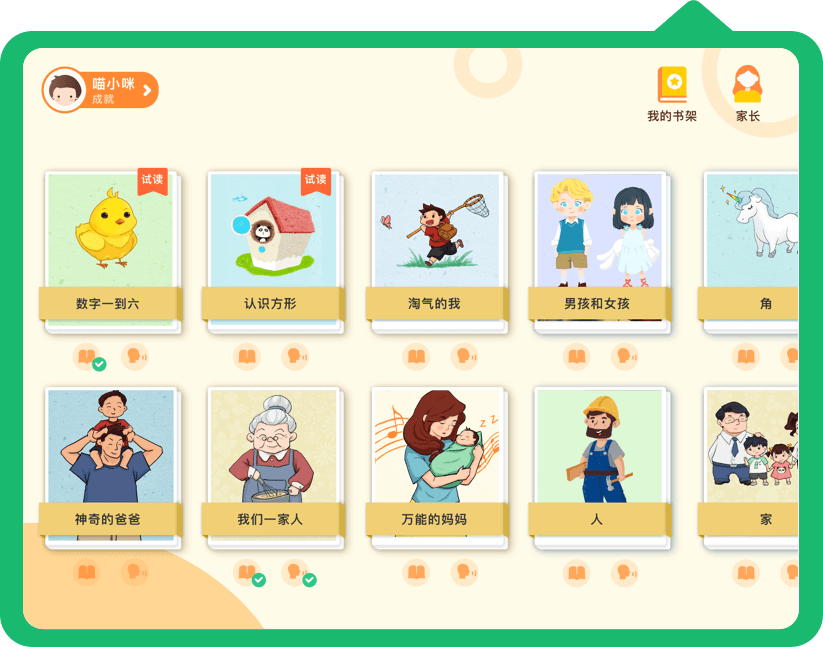 喵小咪
成就
我的书架
家长
试读
试读
数字一到六
认识方形
淘气的我
男孩和女孩
角
z z
神奇的爸爸
我们一家人
万能的妈妈
人
家